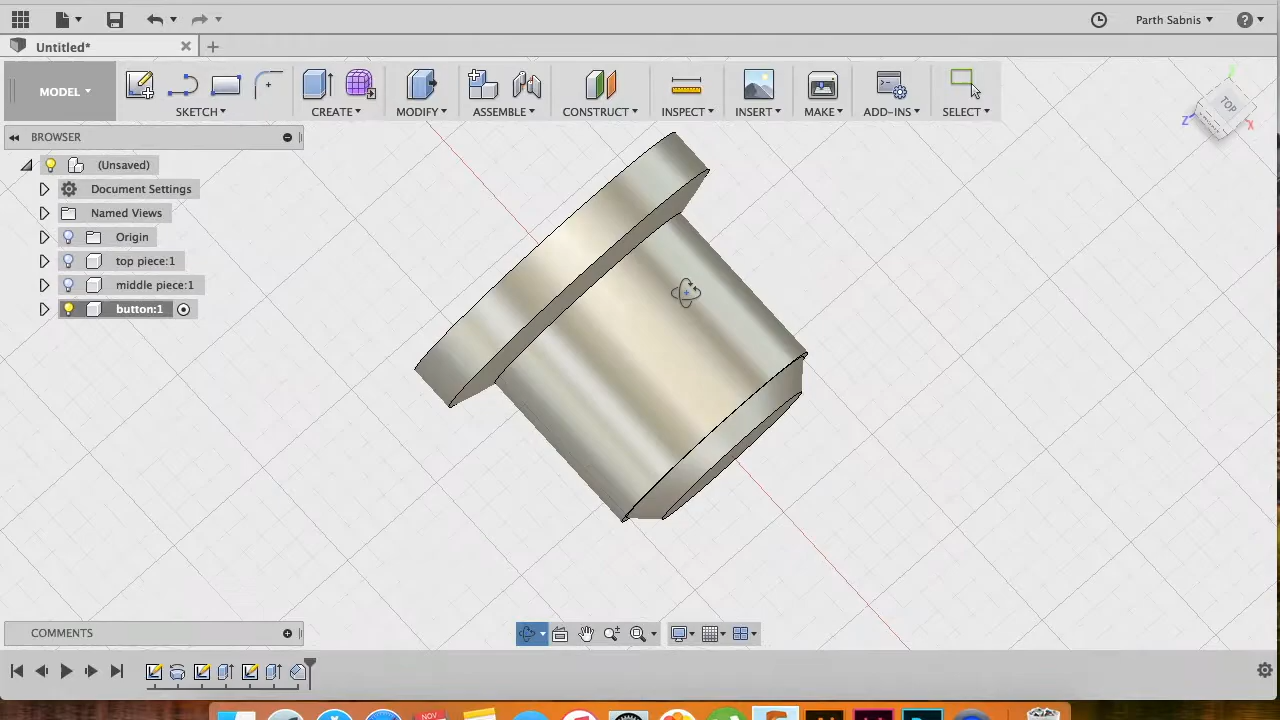 Parth Sabnis
Untitled*
MODEL
SKETCH
CREATE
MODIFY
ASSEMBLE
CONSTRUCT
INSPECT
INSERT
MAKE
ADD-INS
SELECT
TOP
Z
X
BROWSER
(Unsaved)
Document Settings
Named Views
Origin
top piece:1
middle piece:1
button:1
COMMENTS
NOV